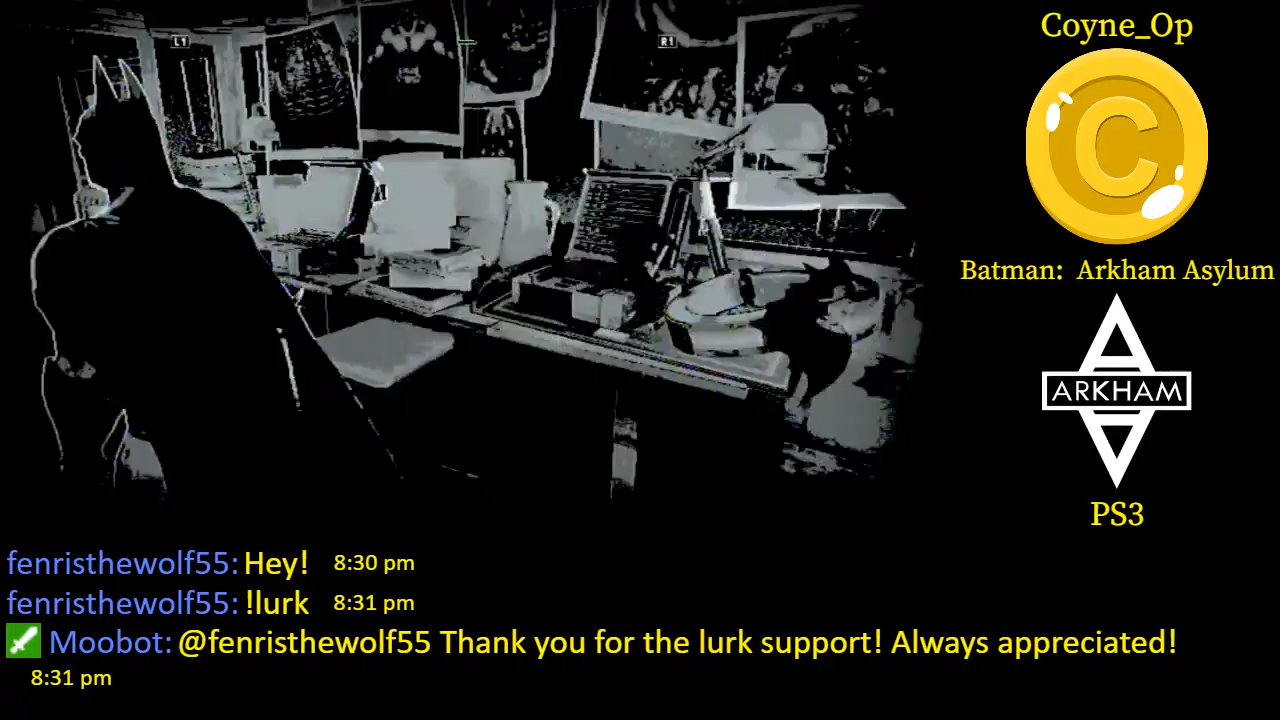 L1
R1
Coyne_Op
C
Batman: Arkham Asylum
ARKHAM
PS3
fenristhewolf55: Hey! 8:30 pm
fenristhewolf55: !lurk 8:31 pm
Moobot: @fenristhewolf55 Thank you for the lurk support! Always appreciated!
8:31 pm